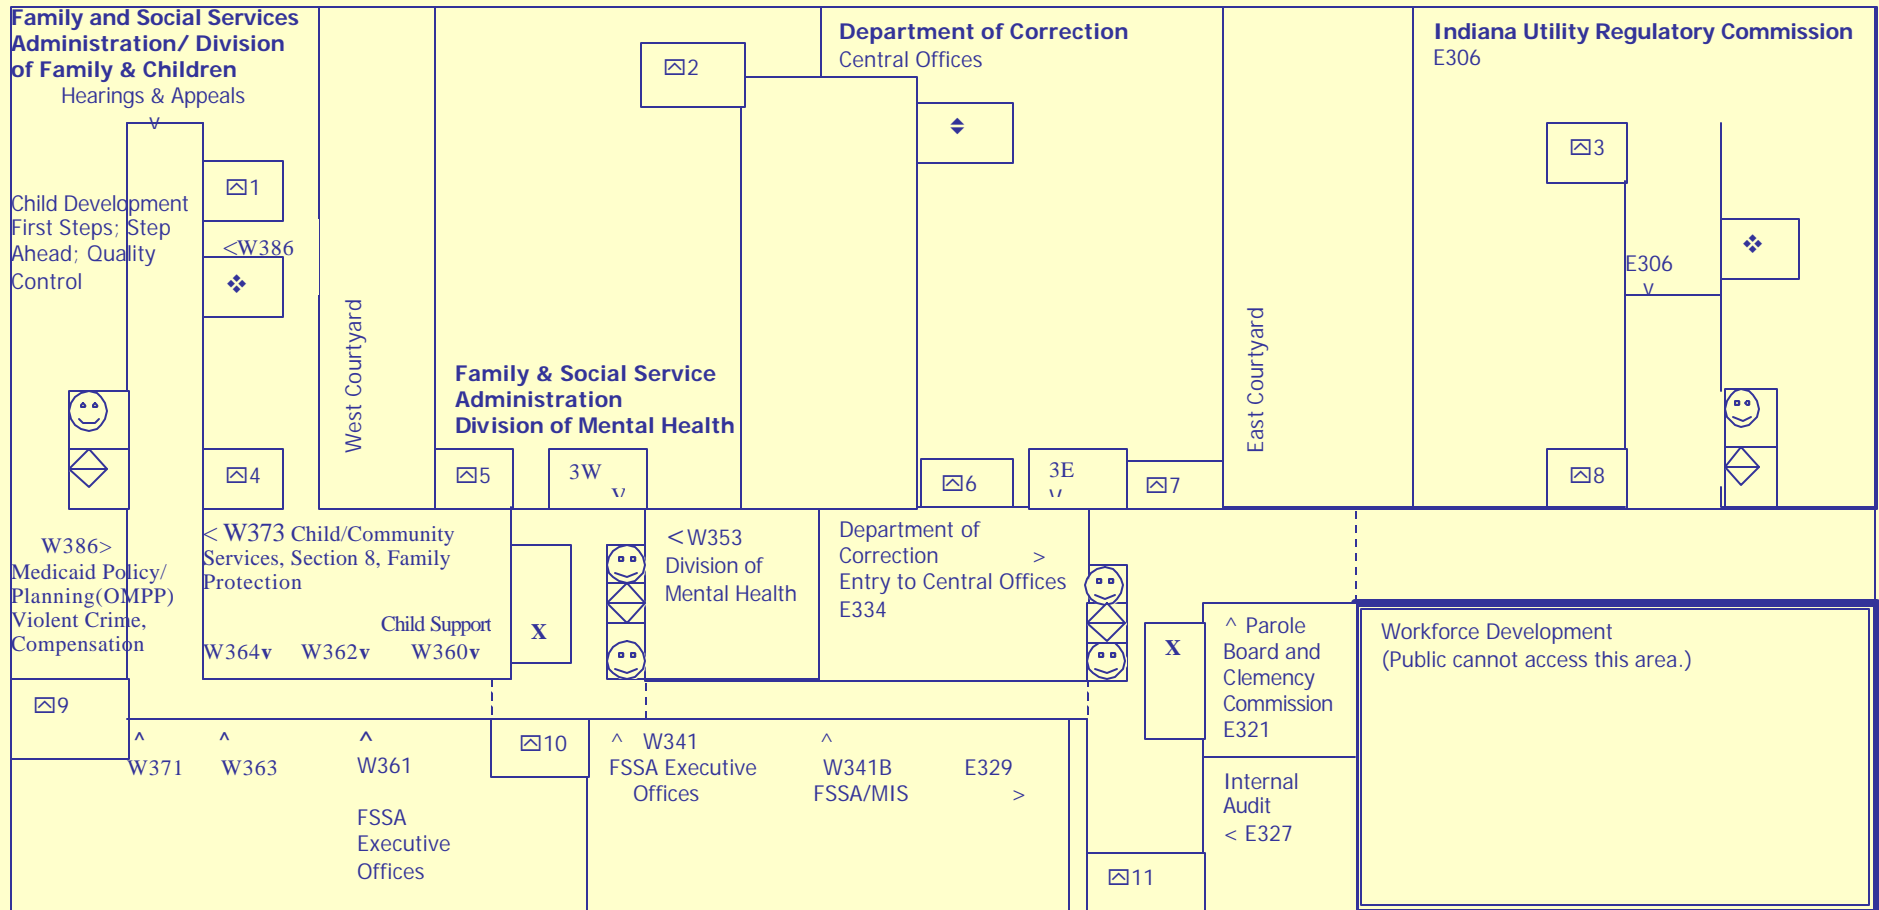 Family and Social Services
Administration/ Division
of Family & Children
Hearings & Appeals
v
1
Child Development
First Steps; Step
Ahead; Quality
Control
<W386
West Courtyard
2
Family & Social Service
Administration
Division of Mental Health
Department of Correction
Central Offices
East Courtyard
Indiana Utility Regulatory Commission
E306
3
E306
v
4
5
3W
v
6
3E
v
7
8
W386>
Medicaid Policy/
Planning(OMPP)
Violent Crime,
Compensation
< W373 Child/Community
Services, Section 8, Family
Protection
Child Support
W364v W362v W360v
X
<W353
Division of
Mental Health
Department of
Correction >
Entry to Central Offices
E334
X
^ Parole
Board and
Clemency
Commission
E321
Workforce Development
(Public cannot access this area.)
9
^ ^ ^
W371 W363 W361
FSSA
Executive
Offices
10
^ W341 ^
FSSA Executive W341B E329
Offices FSSA/MIS >
Internal
Audit
< E327
11